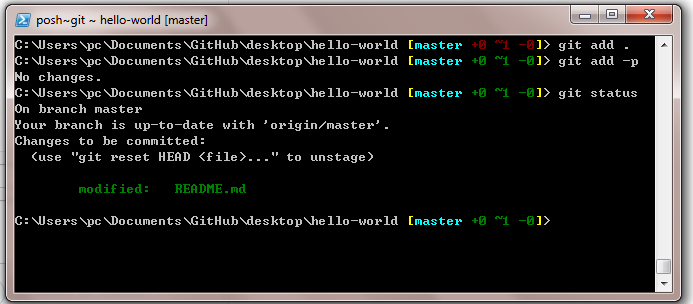 posh~git ~ hello-world [master]
C:\Users\pc\Documents\GitHub\desktop\hello-world [master +0 ~1 -0]> git add .
C:\Users\pc\Documents\GitHub\desktop\hello-world [master +0 ~1 -0]> git add -p
No changes.
C:\Users\pc\Documents\GitHub\desktop\hello-world [master +0 ~1 -0]> git status
On branch master
Your branch is up-to-date with 'origin/master'.
Changes to be committed:
  (use "git reset HEAD <file>..." to unstage)
        modified:   README.md
C:\Users\pc\Documents\GitHub\desktop\hello-world [master +0 ~1 -0]>